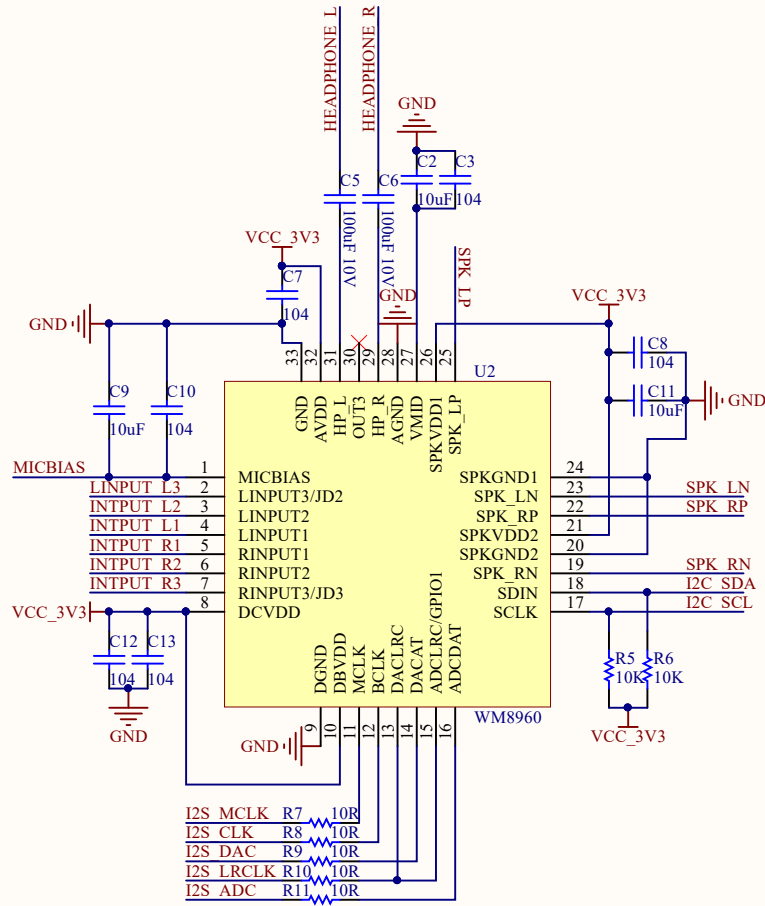 HEADPHONE_L
HEADPHONE_R
GND
C2
C3
10uF
104
C5
C6
100uF 10V
100uF 10V
VCC_3V3
C7
104
GND
GND
SPK_LP
VCC_3V3
C8
104
C11
10uF
GND
C9
10uF
C10
104
33
32
31
30
29
28
27
26
25
U2
GND
AVDD
HP_L
OUT3
HP_R
AGND
VMID
SPKVDD1
SPK_LP
MICBIAS
1
MICBIAS
LINPUT_L3
2
LINPUT3/JD2
INTPUT_L2
3
LINPUT2
INTPUT_L1
4
LINPUT1
INTPUT_R1
5
RINPUT1
INTPUT_R2
6
RINPUT2
INTPUT_R3
7
RINPUT3/JD3
VCC_3V3
8
DCVDD
SPKGND1
24
SPK_LN
23
SPK_LN
SPK_RP
22
SPK_RP
SPKVDD2
21
SPKGND2
20
SPK_RN
19
SPK_RN
SDIN
18
I2C_SDA
SCLK
17
I2C_SCL
C12
104
C13
104
GND
R5
10K
R6
10K
VCC_3V3
DGND
DBVDD
MCLK
BCLK
DACLRC
DACAT
ADCLRC/GPIO1
ADCDAT
WM8960
9
10
11
12
13
14
15
16
GND
I2S_MCLK R7 10R
I2S_CLK R8 10R
I2S_DAC R9 10R
I2S_LRCLK R10 10R
I2S_ADC R11 10R